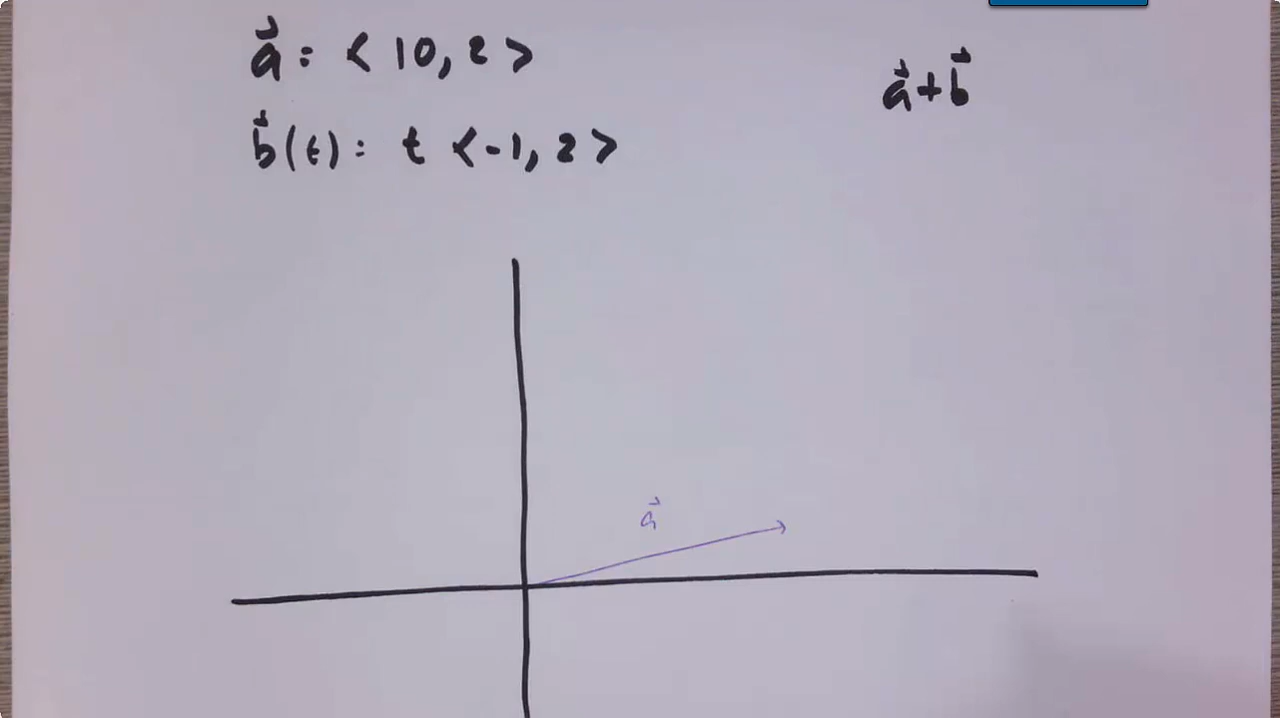 a⃗ = < 10, 2 >
b⃗(t) = t < -1, 2 >
a⃗ + b⃗
a⃗